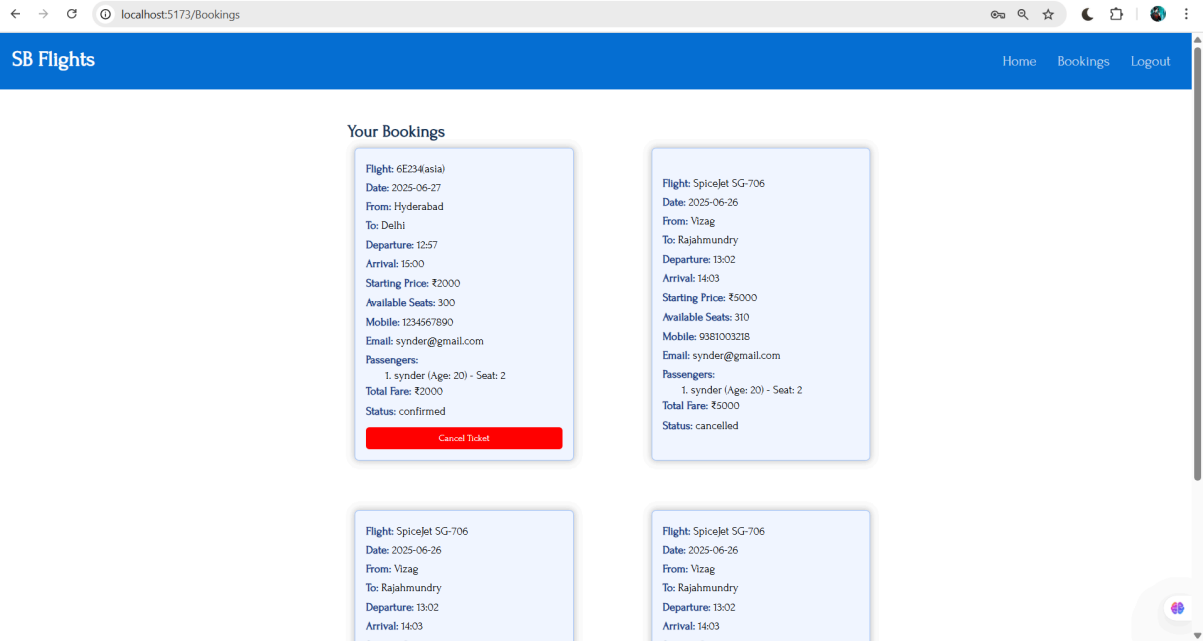 localhost:5173/Bookings
SB Flights
Home Bookings Logout
Your Bookings
Flight: 6E234(asia)
Date: 2025-06-27
From: Hyderabad
To: Delhi
Departure: 12:57
Arrival: 15:00
Starting Price: ₹2000
Available Seats: 300
Mobile: 1234567890
Email: synder@gmail.com
Passengers:
1. synder (Age: 20) - Seat: 2
Total Fare: ₹2000
Status: confirmed
Cancel Ticket
Flight: SpiceJet SG-706
Date: 2025-06-26
From: Vizag
To: Rajahmundry
Departure: 13:02
Arrival: 14:03
Starting Price: ₹5000
Available Seats: 310
Mobile: 9381003218
Email: synder@gmail.com
Passengers:
1. synder (Age: 20) - Seat: 2
Total Fare: ₹5000
Status: cancelled
Flight: SpiceJet SG-706
Date: 2025-06-26
From: Vizag
To: Rajahmundry
Departure: 13:02
Arrival: 14:03
Flight: SpiceJet SG-706
Date: 2025-06-26
From: Vizag
To: Rajahmundry
Departure: 13:02
Arrival: 14:03